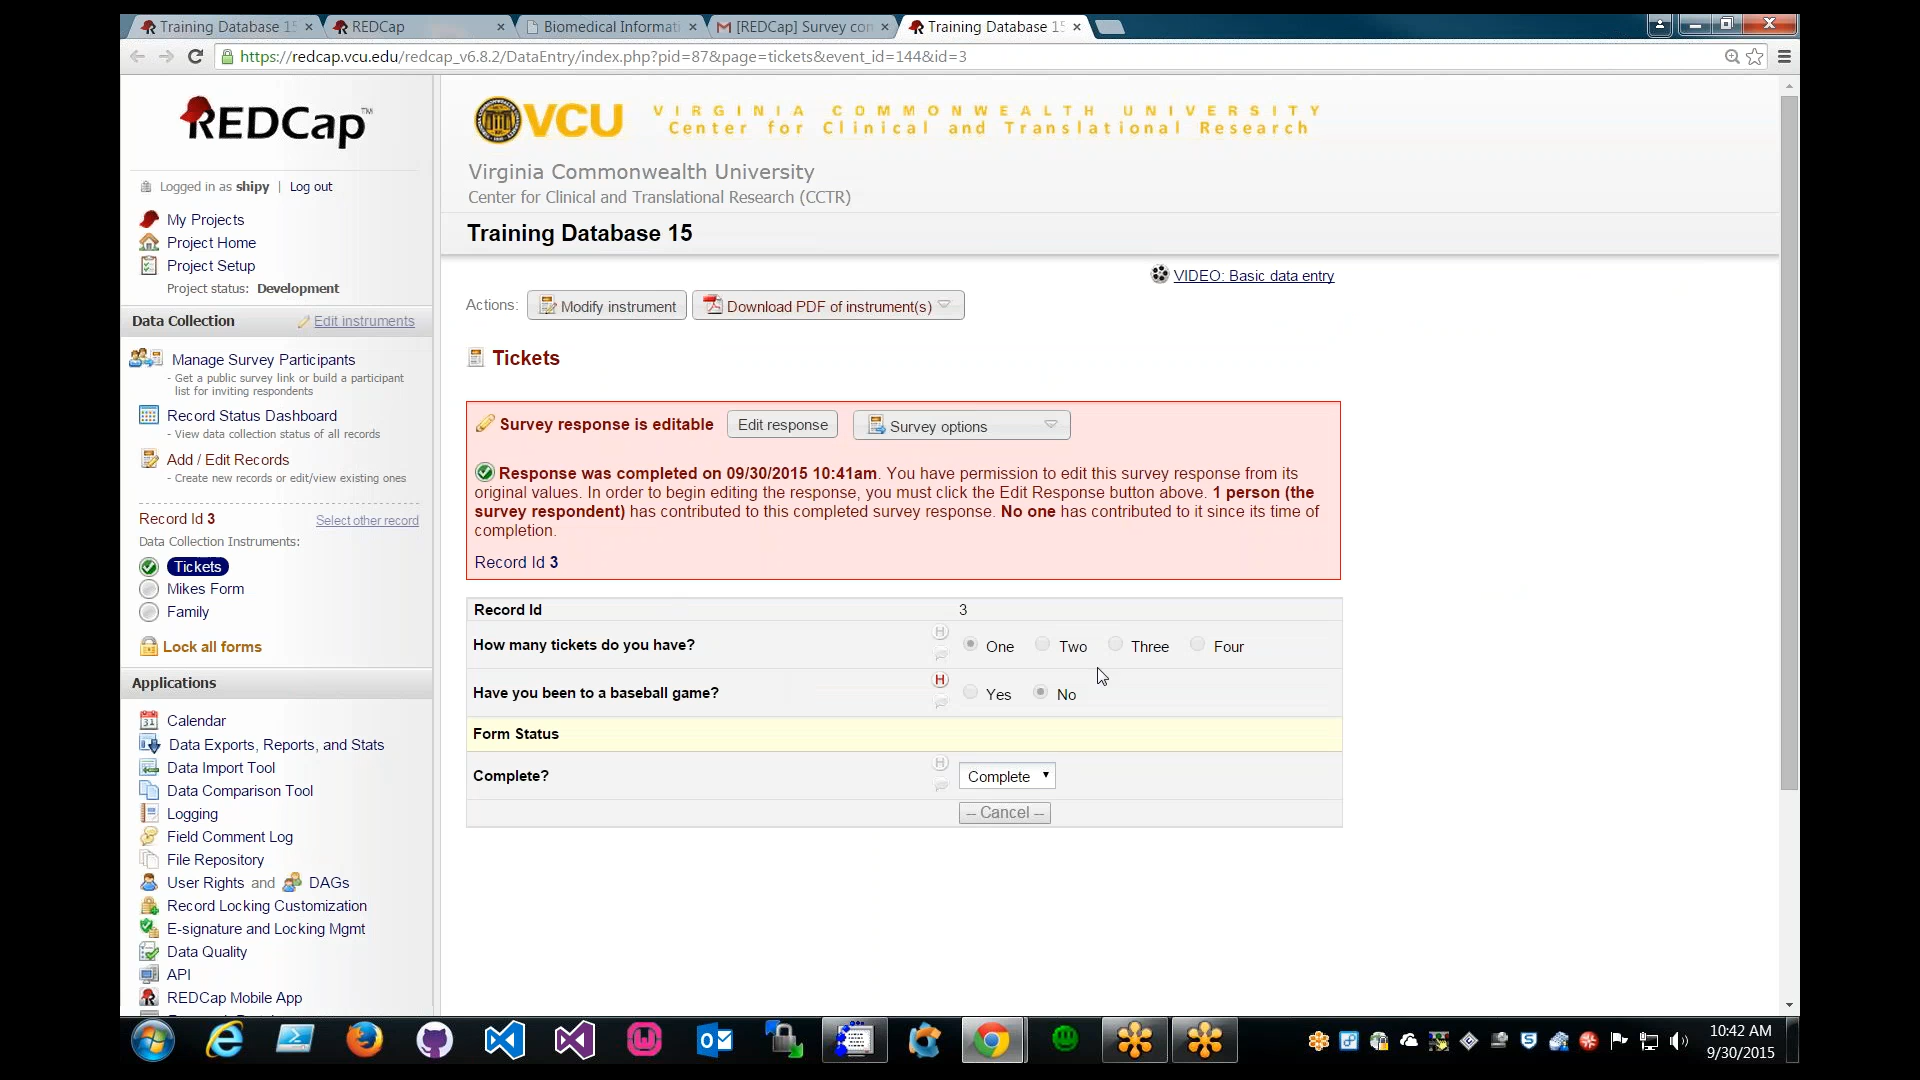 Training Database 15
REDCap
Biomedical Informati
[REDCap] Survey con
Training Database 15
https://redcap.vcu.edu/redcap_v6.8.2/DataEntry/index.php?pid=87&page=tickets&event_id=144&id=3
REDCap™
Logged in as shipy | Log out
My Projects
Project Home
Project Setup
Project status: Development
Data Collection
Edit instruments
Manage Survey Participants
- Get a public survey link or build a participant
list for inviting respondents
Record Status Dashboard
- View data collection status of all records
Add / Edit Records
- Create new records or edit/view existing ones
Record Id 3
Select other record
Data Collection Instruments:
Tickets
Mikes Form
Family
Lock all forms
Applications
Calendar
Data Exports, Reports, and Stats
Data Import Tool
Data Comparison Tool
Logging
Field Comment Log
File Repository
User Rights and DAGs
Record Locking Customization
E-signature and Locking Mgmt
Data Quality
API
REDCap Mobile App
VCU
VIRGINIA COMMONWEALTH UNIVERSITY
Center for Clinical and Translational Research
Virginia Commonwealth University
Center for Clinical and Translational Research (CCTR)
Training Database 15
VIDEO: Basic data entry
Actions: Modify instrument Download PDF of instrument(s)
Tickets
Survey response is editable Edit response Survey options
Response was completed on 09/30/2015 10:41am. You have permission to edit this survey response from its
original values. In order to begin editing the response, you must click the Edit Response button above. 1 person (the
survey respondent) has contributed to this completed survey response. No one has contributed to it since its time of
completion.
Record Id 3
Record Id 3
How many tickets do you have? H One Two Three Four
Have you been to a baseball game? H Yes No
Form Status
Complete? H Complete
-- Cancel --
10:42 AM
9/30/2015